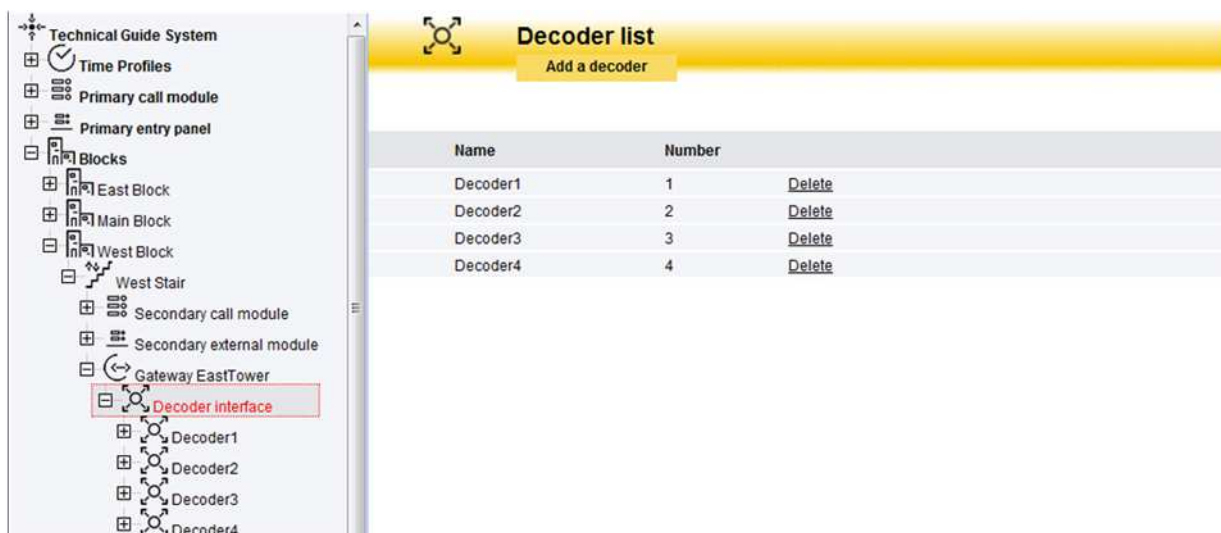 Technical Guide System
Time Profiles
Primary call module
Primary entry panel
Blocks
East Block
Main Block
West Block
West Stair
Secondary call module
Secondary external module
Gateway EastTower
Decoder interface
Decoder1
Decoder2
Decoder3
Decoder4
Decoder list
Add a decoder
Name Number
Decoder1 1 Delete
Decoder2 2 Delete
Decoder3 3 Delete
Decoder4 4 Delete